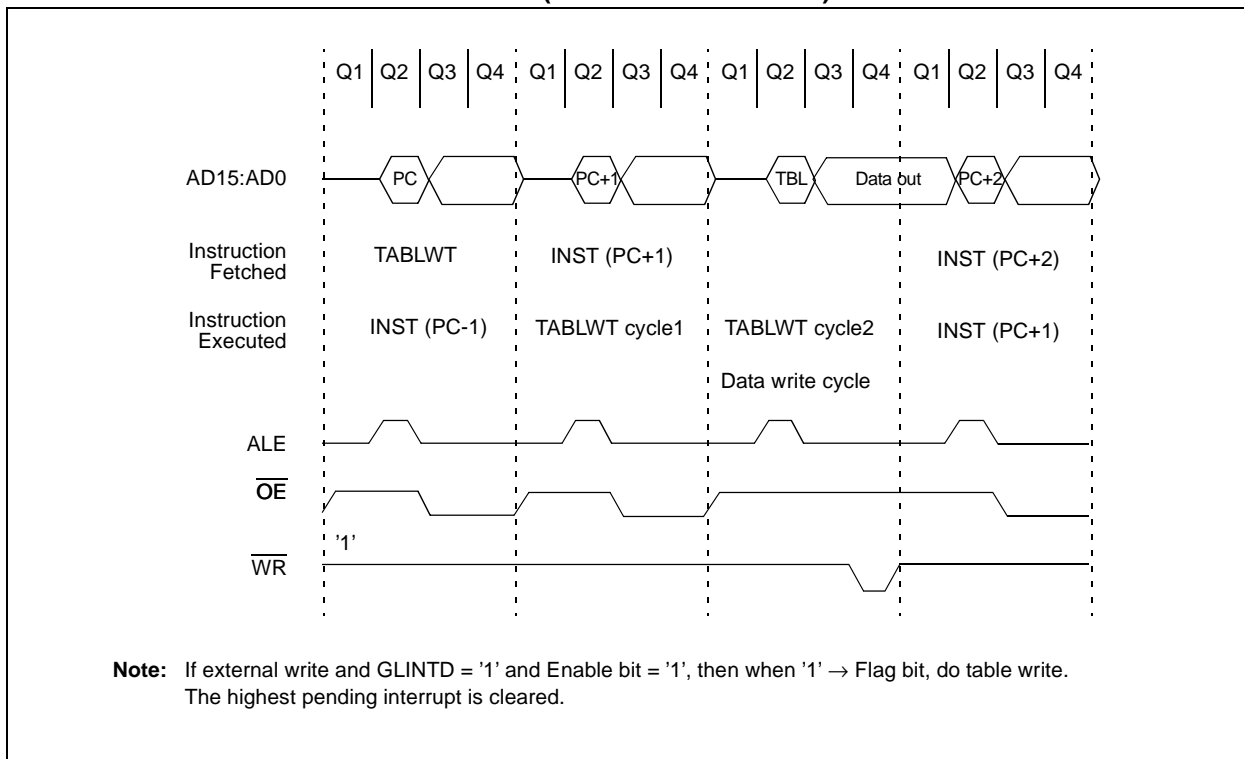 Q1 Q2 Q3 Q4 Q1 Q2 Q3 Q4 Q1 Q2 Q3 Q4 Q1 Q2 Q3 Q4
AD15:AD0 PC PC+1 TBL Data out PC+2
Instruction
Fetched
TABLWT INST (PC+1) INST (PC+2)
Instruction
Executed
INST (PC-1) TABLWT cycle1 TABLWT cycle2 INST (PC+1)
Data write cycle
ALE
OE
'1'
WR
Note: If external write and GLINTD = '1' and Enable bit = '1', then when '1' → Flag bit, do table write.
The highest pending interrupt is cleared.